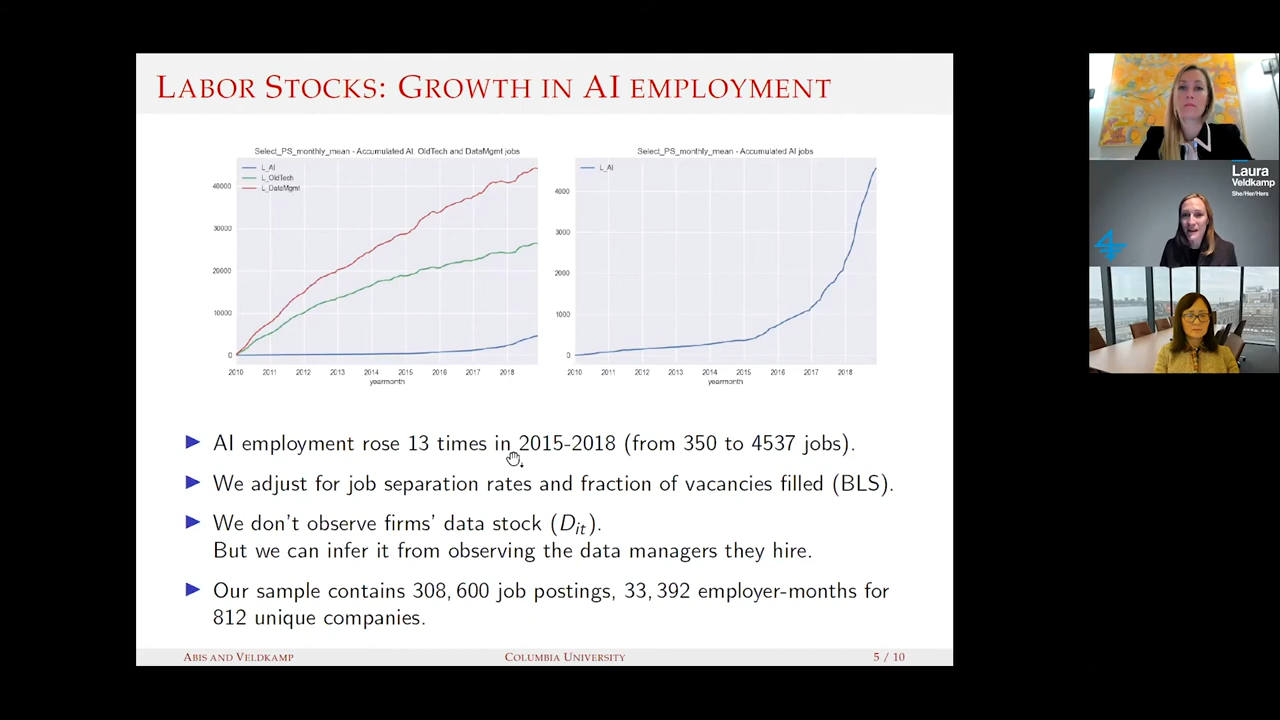 LABOR STOCKS: GROWTH IN AI EMPLOYMENT
Select_PS_monthly_mean - Accumulated AI, OldTech and DataMgmt jobs
L_AI
L_OldTech
L_DataMgmt
40000
30000
20000
10000
0
2010 2011 2012 2013 2014 2015 2016 2017 2018
yearmonth
Select_PS_monthly_mean - Accumulated AI jobs
L_AI
4000
3000
2000
1000
0
2010 2011 2012 2013 2014 2015 2016 2017 2018
yearmonth
▶ AI employment rose 13 times in 2015-2018 (from 350 to 4537 jobs).
▶ We adjust for job separation rates and fraction of vacancies filled (BLS).
▶ We don't observe firms' data stock (Dit).
But we can infer it from observing the data managers they hire.
▶ Our sample contains 308,600 job postings, 33,392 employer-months for
812 unique companies.
ABIS AND VELDKAMP COLUMBIA UNIVERSITY 5 / 10
Laura
Veldkamp
She/Her/Hers